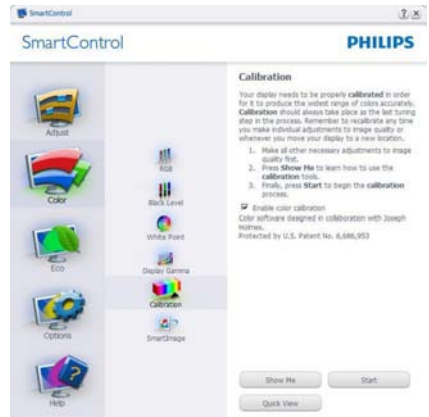 SmartControl
SmartControl
PHILIPS
Adjust
Color
Eco
Options
Help
RGB
Black Level
White Point
Display Gamma
Calibration
SmartImage
Calibration
Your display needs to be properly calibrated in order
for it to produce the widest range of colors accurately.
Calibration should always take place as the last tuning
step in the process. Remember to recalibrate any time
you make individual adjustments to image quality or
whenever you move your display to a new location.
1. Make all other necessary adjustments to image
quality first.
2. Press Show Me to learn how to use the
calibration tools.
3. Finally, press Start to begin the calibration
process.
Enable color calibration
Color software designed in collaboration with Joseph
Holmes.
Protected by U.S. Patent No. 6,686,953
Show Me
Start
Quick View